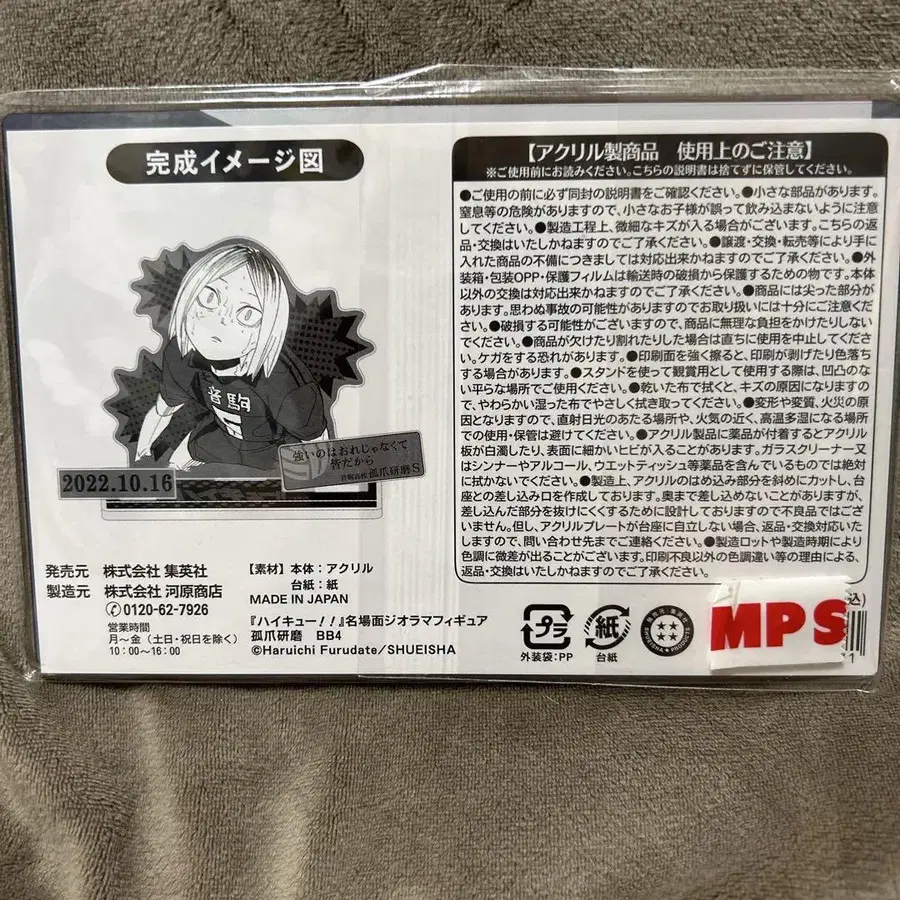 完成イメージ図
音駒
強いのはおれじゃなくて
皆だから
音駒高校 孤爪研磨S
2022.10.16
発売元 株式会社 集英社
製造元 株式会社 河原商店
0120-62-7926
営業時間
月~金(土日・祝日を除く)
10:00~16:00
【素材】本体:アクリル
台紙:紙
MADE IN JAPAN
『ハイキュー!!』名場面ジオラマフィギュア
孤爪研磨 BB4
©Haruichi Furudate/SHUEISHA
【アクリル製商品 使用上のご注意】
※ご使用前にお読みください。こちらの説明書は捨てずに保管してください。
●ご使用の前に必ず同封の説明書をご確認ください。●小さな部品があります。
窒息等の危険がありますので、小さなお子様が誤って飲み込まないように注意
してください。●製造工程上、微細なキズが入る場合がございます。こちらの返
品・交換はいたしかねますのでご了承ください。●譲渡・交換・転売等により手に
入れた商品の不備につきましては対応出来かねますのでご了承ください。●外
装箱・包装OPP・保護フィルムは輸送時の破損から保護するための物です。本体
以外の交換は対応出来かねますのでご了承ください。●商品には尖った部分が
あります。思わぬ事故の可能性がありますのでお取り扱いには十分にご注意くだ
さい。●破損する可能性がございますので、商品に無理な負担をかけたりしない
でください。●商品が欠けたり割れたりした場合は直ちに使用を中止してくださ
い。ケガをする恐れがあります。●印刷面を強く擦ると、印刷が剥げたり色落ち
する場合があります。●スタンドを使って観賞用として使用する際は、凹凸のな
い平らな場所でご使用ください。●乾いた布で拭くと、キズの原因になりますの
で、やわらかい湿った布でやさしく拭き取ってください。●変形や変質、火災の原
因となりますので、直射日光のあたる場所や、火気の近く、高温多湿になる場所
での使用・保管は避けてください。●アクリル製品に薬品が付着するとアクリル
板が白濁したり、表面に細かいヒビが入ることがあります。ガラスクリーナー又
はシンナーやアルコール、ウエットティッシュ等薬品を含んでいるものでは絶対
に拭かないでください。●製造上、アクリルのはめ込み部分を斜めにカットし、台
座との差し込み口を作成しております。奥まで差し込めないことがありますが、
差し込んだ部分を抜けにくくするために設計しておりますので不良品ではござ
いません。但し、アクリルプレートが台座に自立しない場合、返品・交換対応いた
しますので、問い合わせ先までご連絡ください。●製造ロットや製造時期により
色調に微差が出ることがございます。印刷不良以外の色調違い等の理由による、
返品・交換はいたしかねますのでご了承ください。
プラ
外装袋:PP
紙
台紙
SHUEISHA PRODUCTS
MPS
込)
1